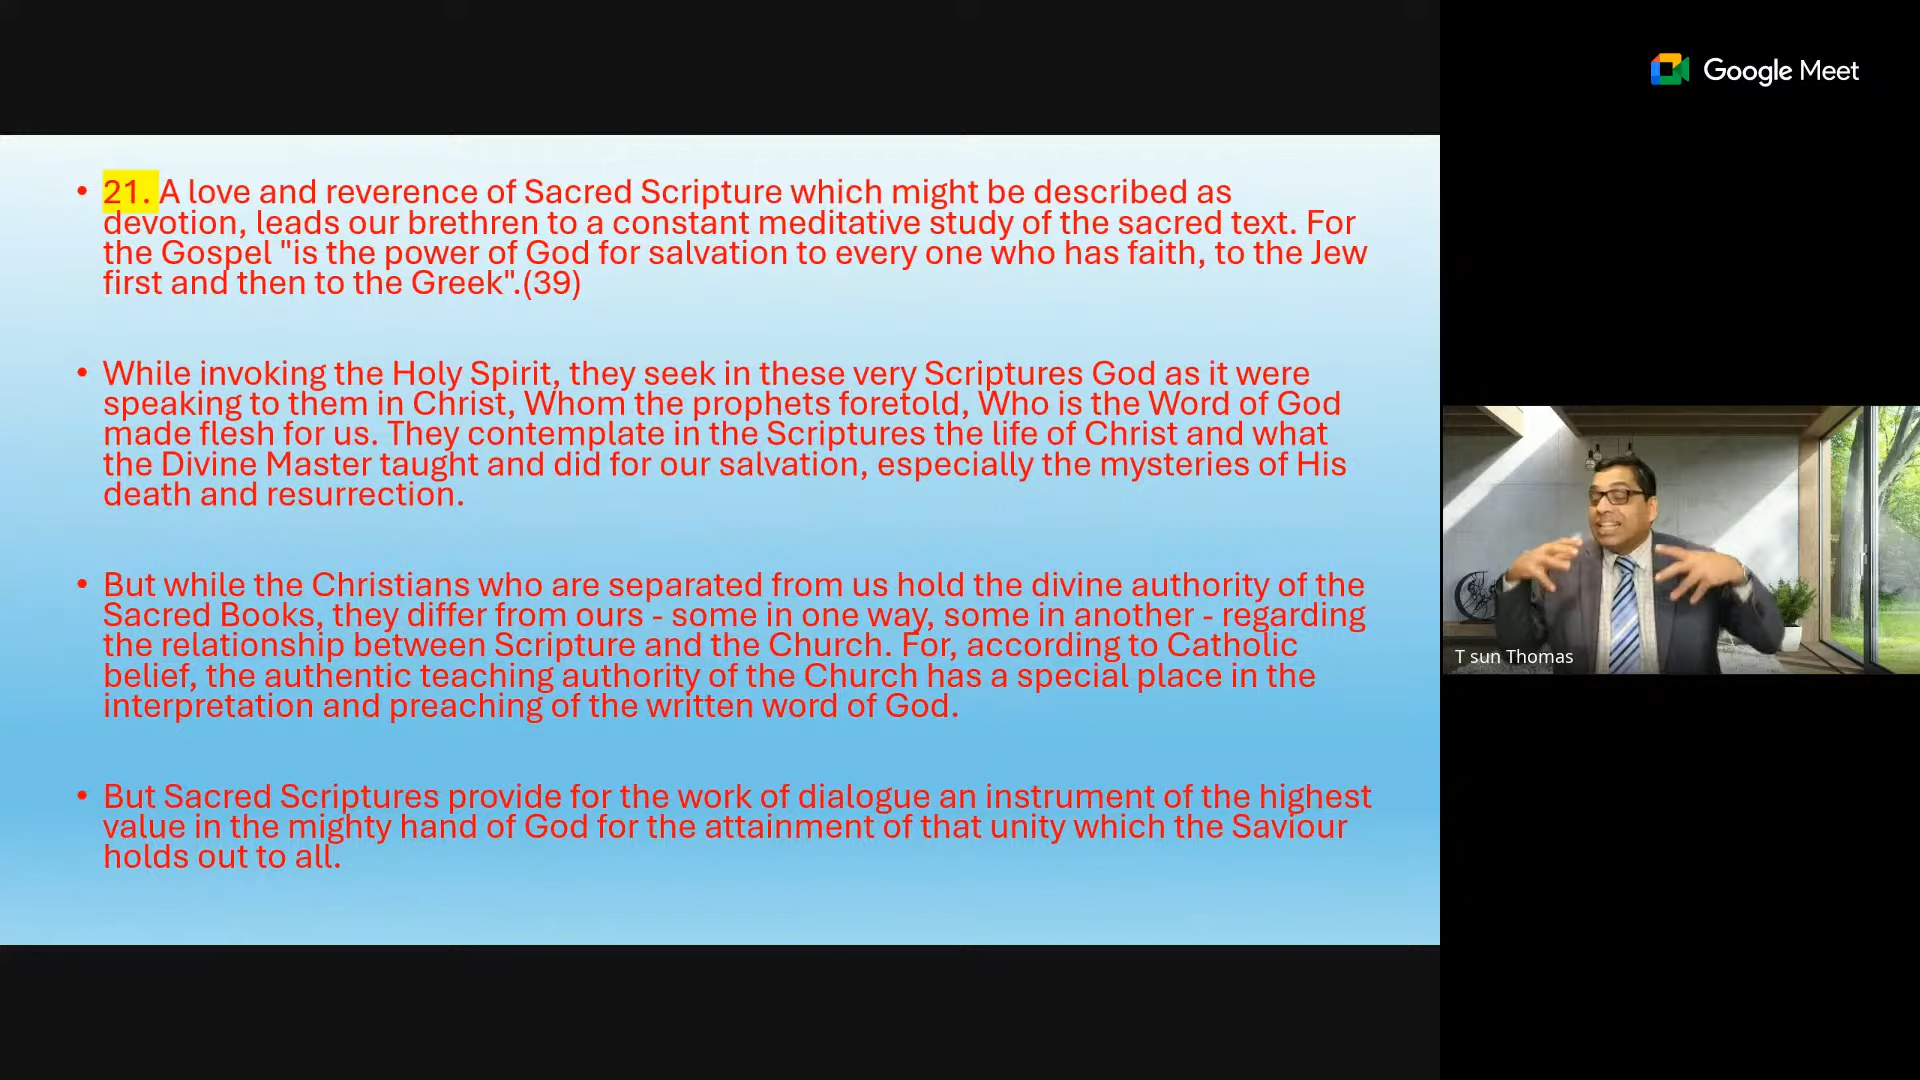 Google Meet
• 21. A love and reverence of Sacred Scripture which might be described as
devotion, leads our brethren to a constant meditative study of the sacred text. For
the Gospel "is the power of God for salvation to every one who has faith, to the Jew
first and then to the Greek".(39)
• While invoking the Holy Spirit, they seek in these very Scriptures God as it were
speaking to them in Christ, Whom the prophets foretold, Who is the Word of God
made flesh for us. They contemplate in the Scriptures the life of Christ and what
the Divine Master taught and did for our salvation, especially the mysteries of His
death and resurrection.
• But while the Christians who are separated from us hold the divine authority of the
Sacred Books, they differ from ours - some in one way, some in another - regarding
the relationship between Scripture and the Church. For, according to Catholic
belief, the authentic teaching authority of the Church has a special place in the
interpretation and preaching of the written word of God.
• But Sacred Scriptures provide for the work of dialogue an instrument of the highest
value in the mighty hand of God for the attainment of that unity which the Saviour
holds out to all.
T sun Thomas